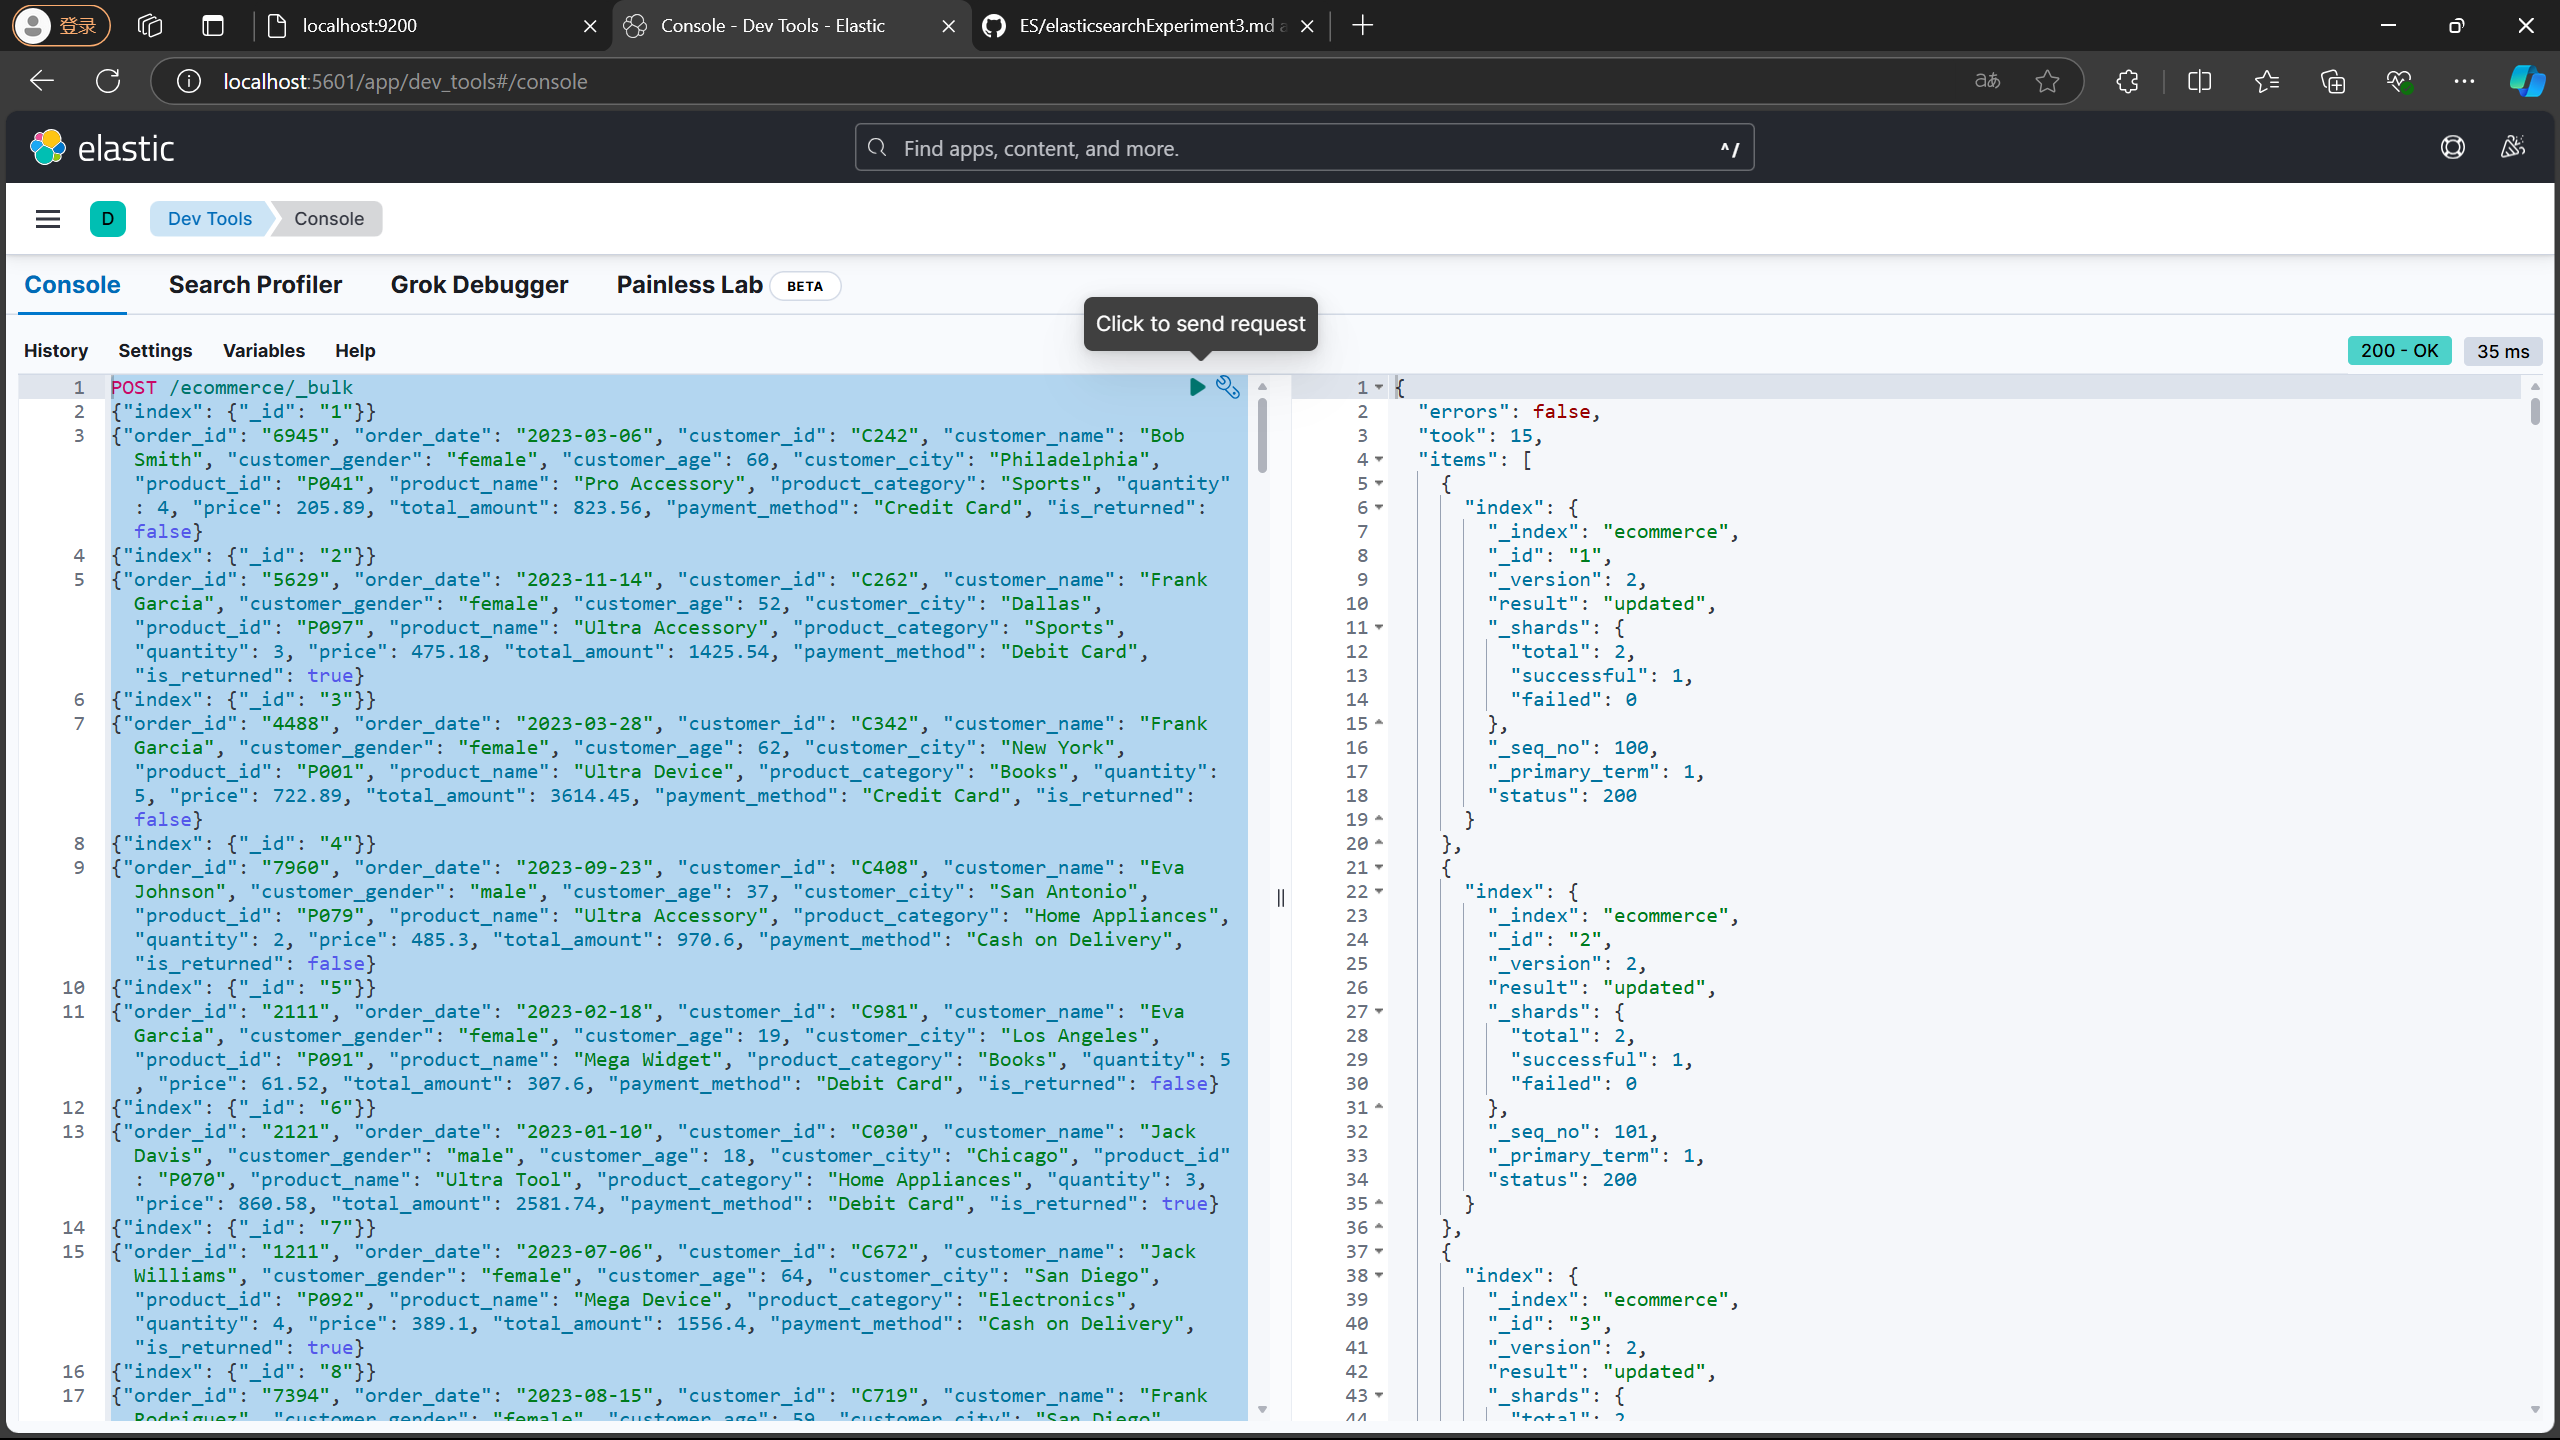 登录
localhost:9200
Console - Dev Tools - Elastic
ES/elasticsearchExperiment3.md a
localhost:5601/app/dev_tools#/console
aあ
elastic
Find apps, content, and more.
^/
D
Dev Tools
Console
Console
Search Profiler
Grok Debugger
Painless Lab
BETA
Click to send request
History
Settings
Variables
Help
200 - OK
35 ms
1 POST /ecommerce/_bulk
2 {"index": {"_id": "1"}}
3 {"order_id": "6945", "order_date": "2023-03-06", "customer_id": "C242", "customer_name": "Bob
Smith", "customer_gender": "female", "customer_age": 60, "customer_city": "Philadelphia",
"product_id": "P041", "product_name": "Pro Accessory", "product_category": "Sports", "quantity"
: 4, "price": 205.89, "total_amount": 823.56, "payment_method": "Credit Card", "is_returned":
false}
4 {"index": {"_id": "2"}}
5 {"order_id": "5629", "order_date": "2023-11-14", "customer_id": "C262", "customer_name": "Frank
Garcia", "customer_gender": "female", "customer_age": 52, "customer_city": "Dallas",
"product_id": "P097", "product_name": "Ultra Accessory", "product_category": "Sports",
"quantity": 3, "price": 475.18, "total_amount": 1425.54, "payment_method": "Debit Card",
"is_returned": true}
6 {"index": {"_id": "3"}}
7 {"order_id": "4488", "order_date": "2023-03-28", "customer_id": "C342", "customer_name": "Frank
Garcia", "customer_gender": "female", "customer_age": 62, "customer_city": "New York",
"product_id": "P001", "product_name": "Ultra Device", "product_category": "Books", "quantity":
5, "price": 722.89, "total_amount": 3614.45, "payment_method": "Credit Card", "is_returned":
false}
8 {"index": {"_id": "4"}}
9 {"order_id": "7960", "order_date": "2023-09-23", "customer_id": "C408", "customer_name": "Eva
Johnson", "customer_gender": "male", "customer_age": 37, "customer_city": "San Antonio",
"product_id": "P079", "product_name": "Ultra Accessory", "product_category": "Home Appliances",
"quantity": 2, "price": 485.3, "total_amount": 970.6, "payment_method": "Cash on Delivery",
"is_returned": false}
10 {"index": {"_id": "5"}}
11 {"order_id": "2111", "order_date": "2023-02-18", "customer_id": "C981", "customer_name": "Eva
Garcia", "customer_gender": "female", "customer_age": 19, "customer_city": "Los Angeles",
"product_id": "P091", "product_name": "Mega Widget", "product_category": "Books", "quantity": 5
, "price": 61.52, "total_amount": 307.6, "payment_method": "Debit Card", "is_returned": false}
12 {"index": {"_id": "6"}}
13 {"order_id": "2121", "order_date": "2023-01-10", "customer_id": "C030", "customer_name": "Jack
Davis", "customer_gender": "male", "customer_age": 18, "customer_city": "Chicago", "product_id"
: "P070", "product_name": "Ultra Tool", "product_category": "Home Appliances", "quantity": 3,
"price": 860.58, "total_amount": 2581.74, "payment_method": "Debit Card", "is_returned": true}
14 {"index": {"_id": "7"}}
15 {"order_id": "1211", "order_date": "2023-07-06", "customer_id": "C672", "customer_name": "Jack
Williams", "customer_gender": "female", "customer_age": 64, "customer_city": "San Diego",
"product_id": "P092", "product_name": "Mega Device", "product_category": "Electronics",
"quantity": 4, "price": 389.1, "total_amount": 1556.4, "payment_method": "Cash on Delivery",
"is_returned": true}
16 {"index": {"_id": "8"}}
17 {"order_id": "7394", "order_date": "2023-08-15", "customer_id": "C719", "customer_name": "Frank
Rodriguez", "customer_gender": "female", "customer_age": 59, "customer_city": "San Diego",
1 {
2 "errors": false,
3 "took": 15,
4 "items": [
5 {
6 "index": {
7 "_index": "ecommerce",
8 "_id": "1",
9 "_version": 2,
10 "result": "updated",
11 "_shards": {
12 "total": 2,
13 "successful": 1,
14 "failed": 0
15 },
16 "_seq_no": 100,
17 "_primary_term": 1,
18 "status": 200
19 }
20 },
21 {
22 "index": {
23 "_index": "ecommerce",
24 "_id": "2",
25 "_version": 2,
26 "result": "updated",
27 "_shards": {
28 "total": 2,
29 "successful": 1,
30 "failed": 0
31 },
32 "_seq_no": 101,
33 "_primary_term": 1,
34 "status": 200
35 }
36 },
37 {
38 "index": {
39 "_index": "ecommerce",
40 "_id": "3",
41 "_version": 2,
42 "result": "updated",
43 "_shards": {
44 "total": 2